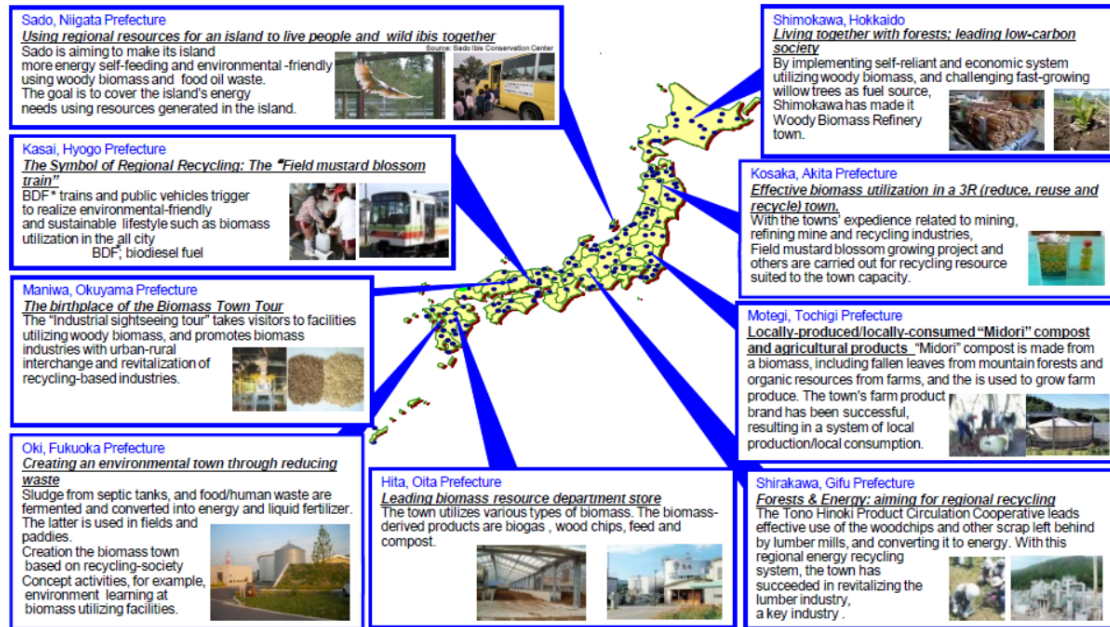 Sado, Niigata Prefecture
Using regional resources for an island to live people and wild ibis together
Source: Sado Ibis Conservation Center
Sado is aiming to make its island
more energy self-feeding and environmental -friendly
using woody biomass and food oil waste.
The goal is to cover the island's energy
needs using resources generated in the island.
Kasai, Hyogo Prefecture
The Symbol of Regional Recycling: The "Field mustard blossom
train"
BDF* trains and public vehicles trigger
to realize environmental-friendly
and sustainable lifestyle such as biomass
utilization in the all city
BDF*; biodiesel fuel
Maniwa, Okuyama Prefecture
The birthplace of the Biomass Town Tour
The "Industrial sightseeing tour" takes visitors to facilities
utilizing woody biomass, and promotes biomass
industries with urban-rural
interchange and revitalization of
recycling-based industries.
Oki, Fukuoka Prefecture
Creating an environmental town through reducing
waste
Sludge from septic tanks, and food/human waste are
fermented and converted into energy and liquid fertilizer.
The latter is used in fields and
paddies.
Creation the biomass town
based on recycling-society
Concept activities, for example,
environment learning at
biomass utilizing facilities.
Hita, Oita Prefecture
Leading biomass resource department store
The town utilizes various types of biomass. The biomass-
derived products are biogas , wood chips, feed and
compost.
Shimokawa, Hokkaido
Living together with forests; leading low-carbon
society
By implementing self-reliant and economic system
utilizing woody biomass, and challenging fast-growing
willow trees as fuel source,
Shimokawa has made it
Woody Biomass Refinery
town.
Kosaka, Akita Prefecture
Effective biomass utilization in a 3R (reduce, reuse and
recycle) town.
With the towns' expedience related to mining,
refining mine and recycling industries,
Field mustard blossom growing project and
others are carried out for recycling resource
suited to the town capacity.
Motegi, Tochigi Prefecture
Locally-produced/locally-consumed "Midori" compost
and agricultural products "Midori" compost is made from
a biomass, including fallen leaves from mountain forests and
organic resources from farms, and the is used to grow farm
produce. The town's farm product
brand has been successful,
resulting in a system of local
production/local consumption.
Shirakawa, Gifu Prefecture
Forests & Energy: aiming for regional recycling
The Tono Hinoki Product Circulation Cooperative leads
effective use of the woodchips and other scrap left behind
by lumber mills, and converting it to energy. With this
regional energy recycling
system, the town has
succeeded in revitalizing the
lumber industry,
a key industry .